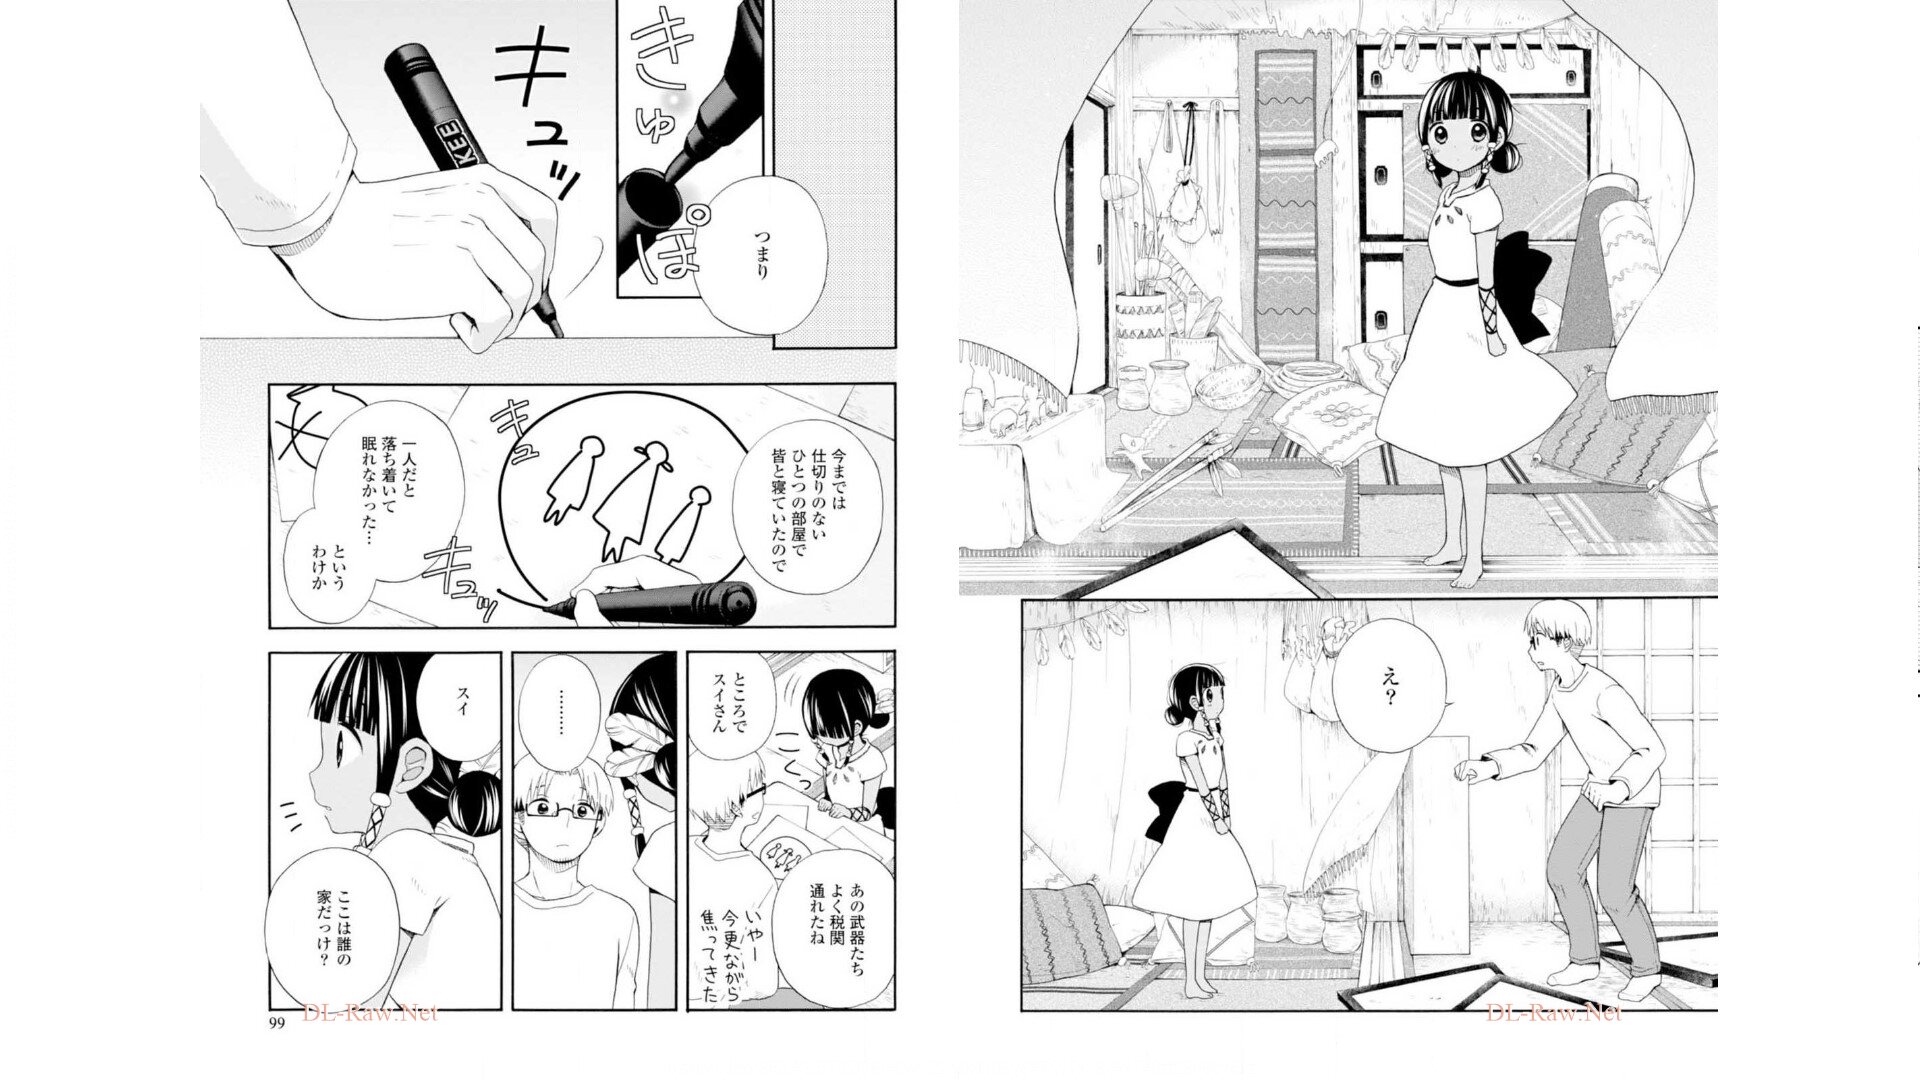 え?
きゅ
ぽ
つまり
キュッ
KEE
今までは
仕切りのない
ひとつの部屋で
皆と寝ていたので
キュ
一人だと
落ち着いて
眠れなかった…
という
わけか
キュッ
ところで
スイさん
こくっ
あの武器たち
よく税関
通れたね
いやー
今更ながら
焦ってきた
…………
スイ
ここは誰の
家だっけ?
99
DL-Raw.Net
DL-Raw.Net